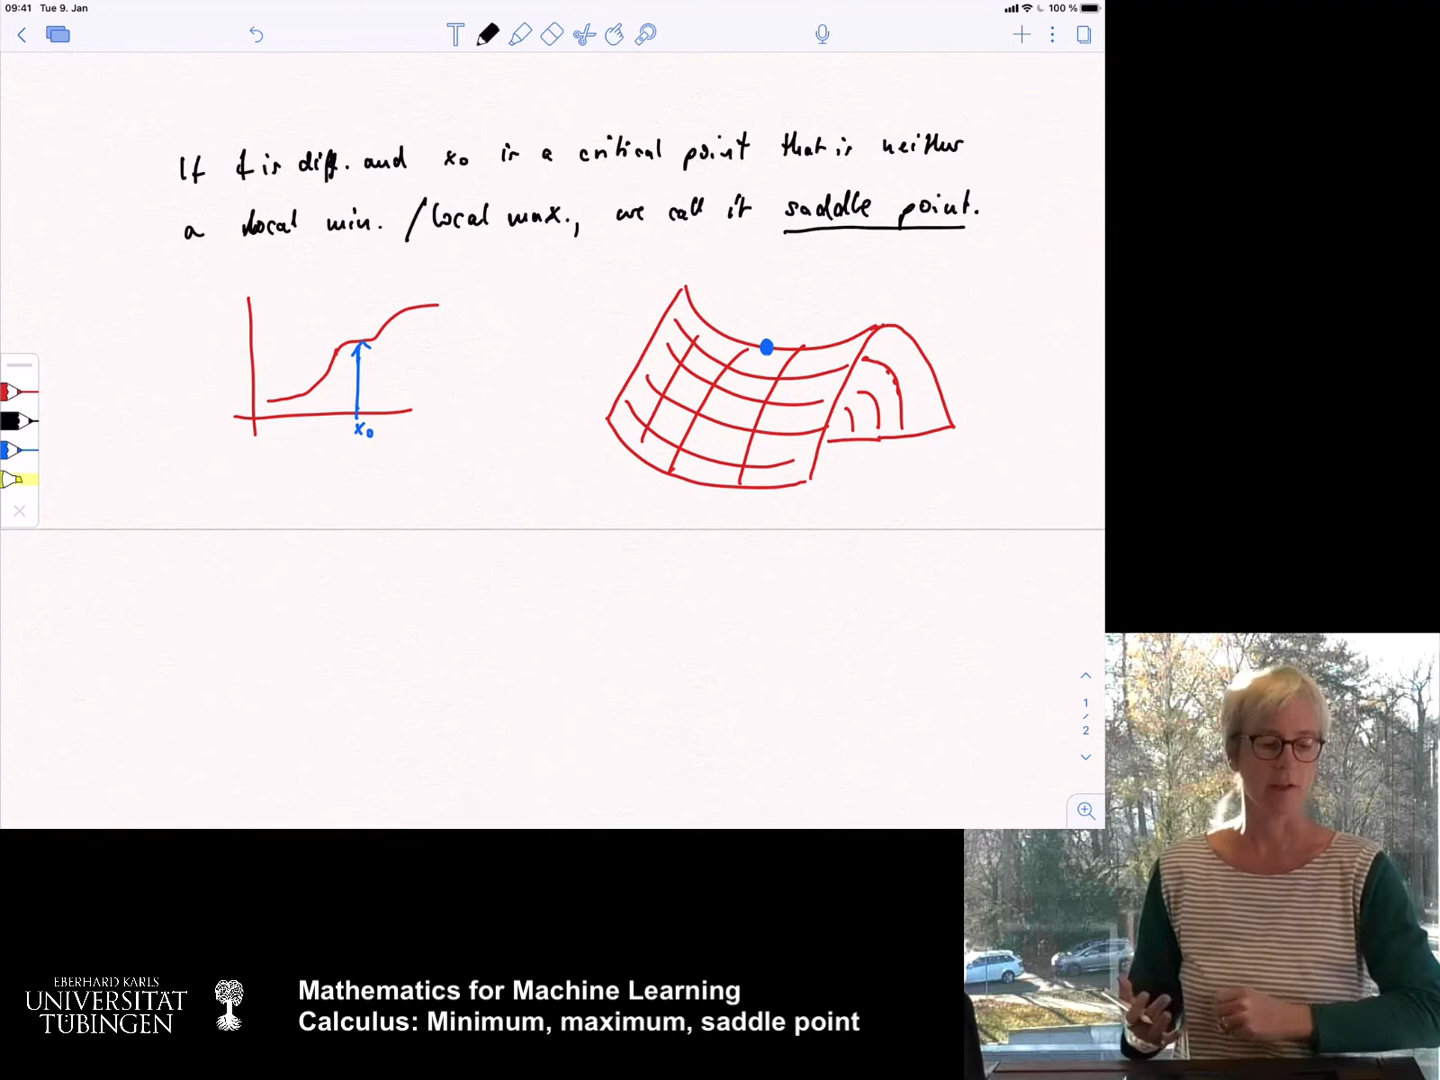 09:41 Tue 9. Jan
100 %
T
If f is diff. and x₀ is a critical point that is neither
a local min. / local max., we call it saddle point.
x₀
1
/
2
EBERHARD KARLS
UNIVERSITÄT
TÜBINGEN
Mathematics for Machine Learning
Calculus: Minimum, maximum, saddle point